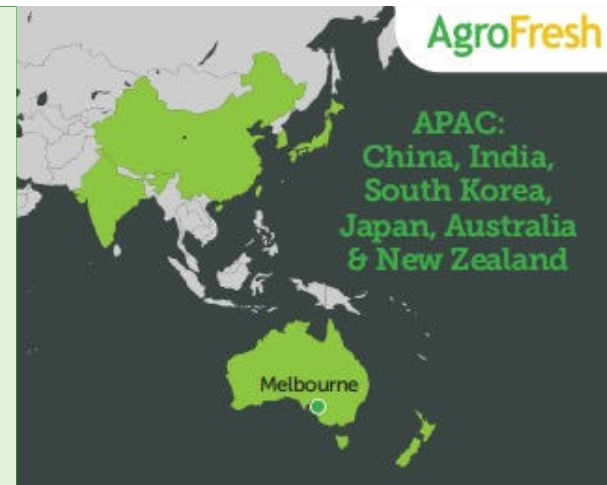 AgroFresh
APAC:
China, India,
South Korea,
Japan, Australia
& New Zealand
Melbourne